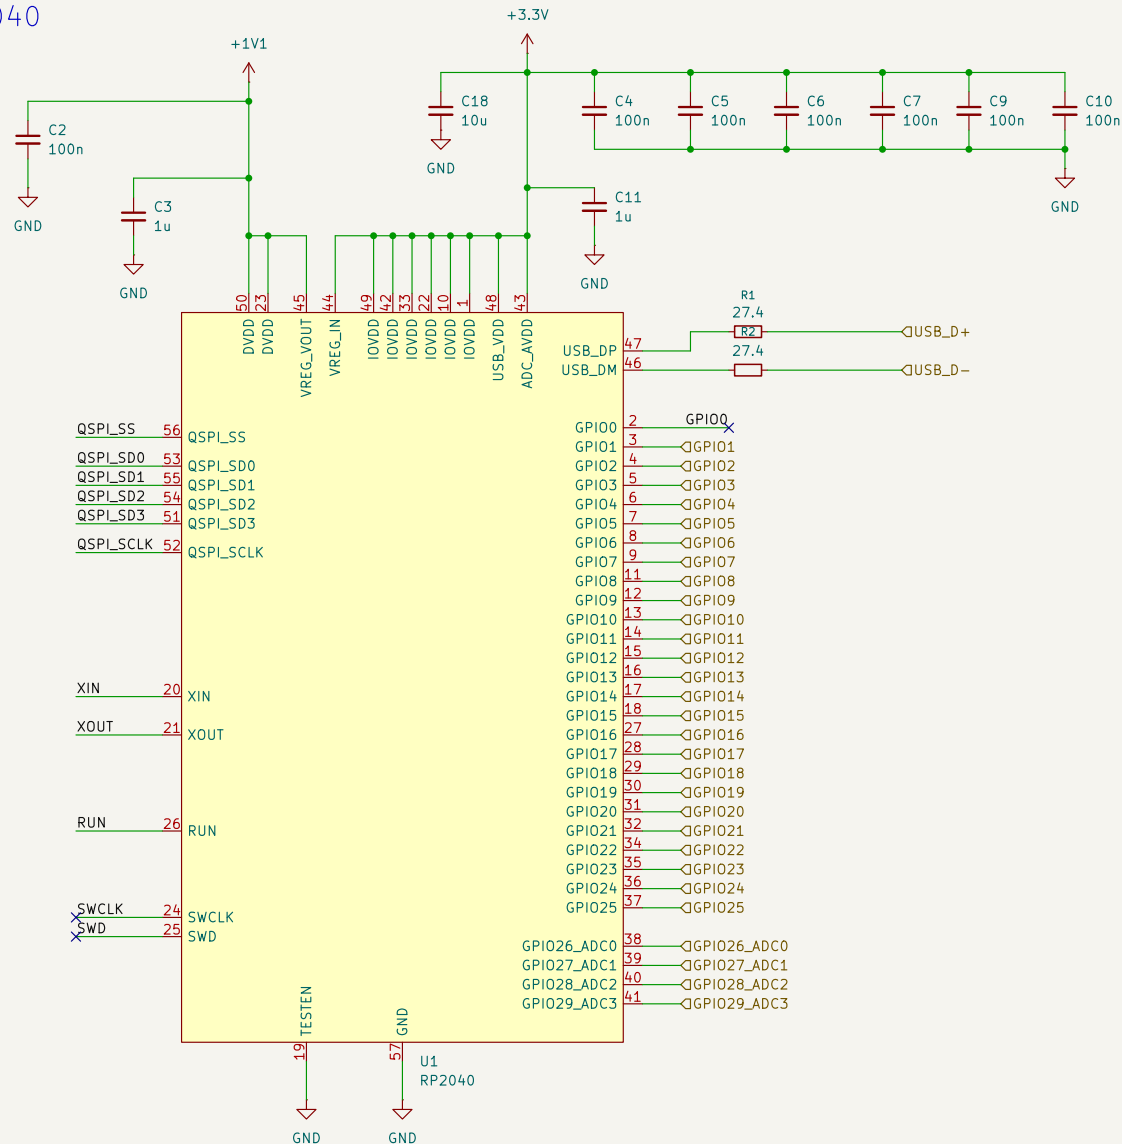 040
+3.3V
+1V1
C2
100n
GND
C3
1u
GND
C18
10u
GND
C4
100n
C5
100n
C6
100n
C7
100n
C9
100n
C10
100n
GND
C11
1u
GND
50 23 45 44 49 42 33 22 10 1 48 43
DVDD DVDD VREG_VOUT VREG_IN IOVDD IOVDD IOVDD IOVDD IOVDD IOVDD USB_VDD ADC_AVDD
R1
27.4
R2
27.4
USB_DP 47 USB_D+
USB_DM 46 USB_D-
QSPI_SS 56 QSPI_SS
QSPI_SD0 53 QSPI_SD0
QSPI_SD1 55 QSPI_SD1
QSPI_SD2 54 QSPI_SD2
QSPI_SD3 51 QSPI_SD3
QSPI_SCLK 52 QSPI_SCLK
XIN 20 XIN
XOUT 21 XOUT
RUN 26 RUN
SWCLK 24 SWCLK
SWD 25 SWD
GPIO0 2 GPIO0
GPIO1 3 GPIO1
GPIO2 4 GPIO2
GPIO3 5 GPIO3
GPIO4 6 GPIO4
GPIO5 7 GPIO5
GPIO6 8 GPIO6
GPIO7 9 GPIO7
GPIO8 11 GPIO8
GPIO9 12 GPIO9
GPIO10 13 GPIO10
GPIO11 14 GPIO11
GPIO12 15 GPIO12
GPIO13 16 GPIO13
GPIO14 17 GPIO14
GPIO15 18 GPIO15
GPIO16 27 GPIO16
GPIO17 28 GPIO17
GPIO18 29 GPIO18
GPIO19 30 GPIO19
GPIO20 31 GPIO20
GPIO21 32 GPIO21
GPIO22 34 GPIO22
GPIO23 35 GPIO23
GPIO24 36 GPIO24
GPIO25 37 GPIO25
GPIO26_ADC0 38 GPIO26_ADC0
GPIO27_ADC1 39 GPIO27_ADC1
GPIO28_ADC2 40 GPIO28_ADC2
GPIO29_ADC3 41 GPIO29_ADC3
TESTEN GND
19 57
U1
RP2040
GND GND